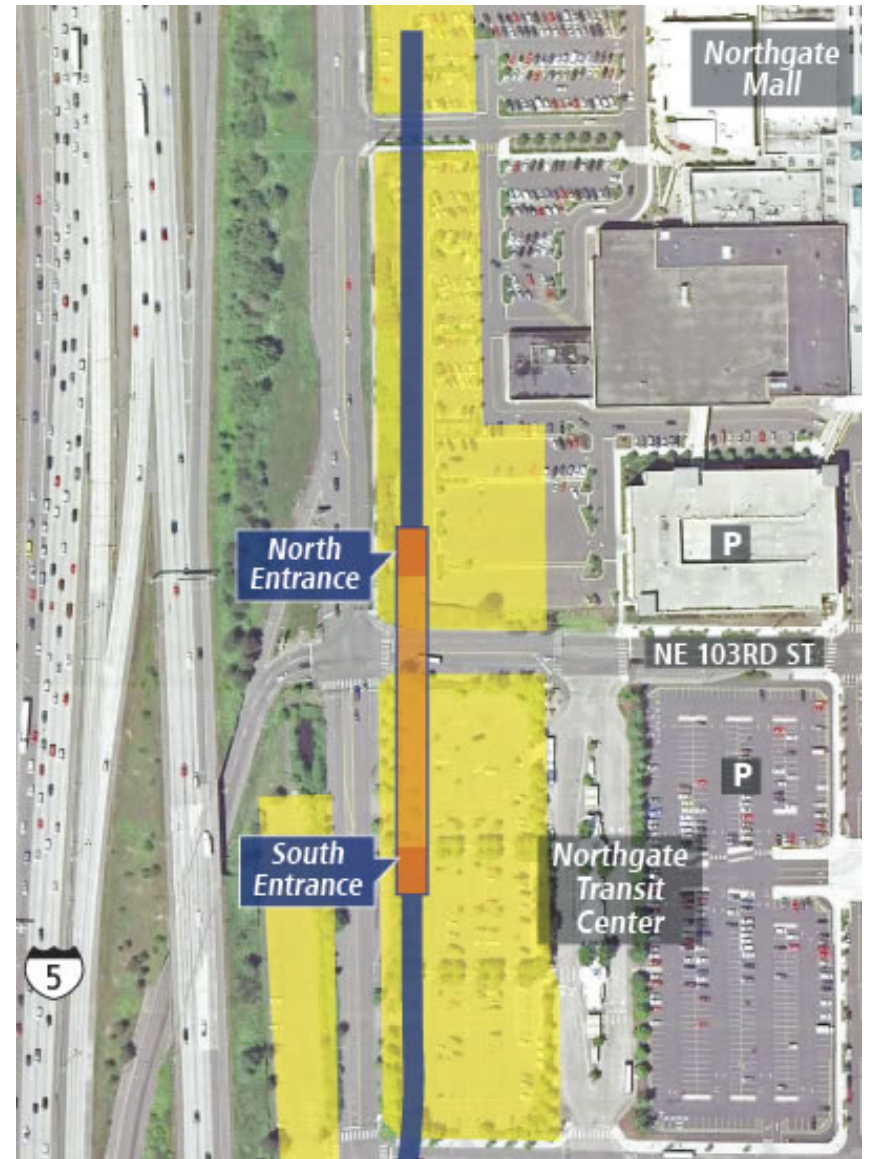 Northgate
Mall
North
Entrance
P
NE 103RD ST
P
South
Entrance
Northgate
Transit
Center
5